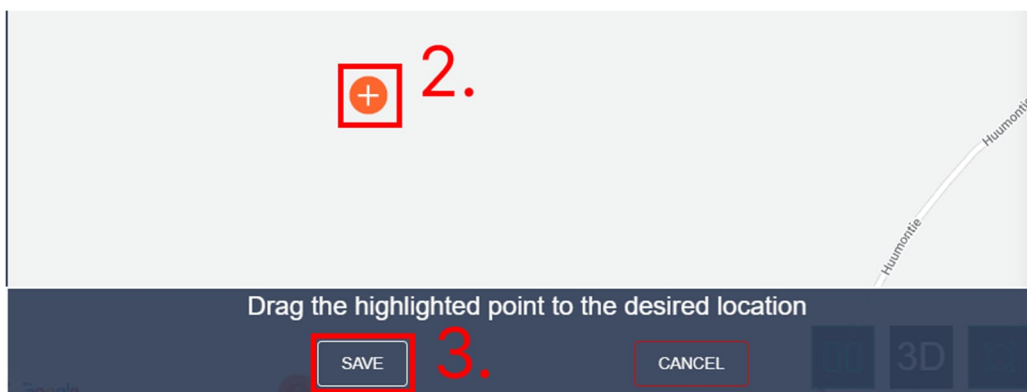 2.
Huumontie
Huumontie
Drag the highlighted point to the desired location
SAVE
3.
CANCEL
3D